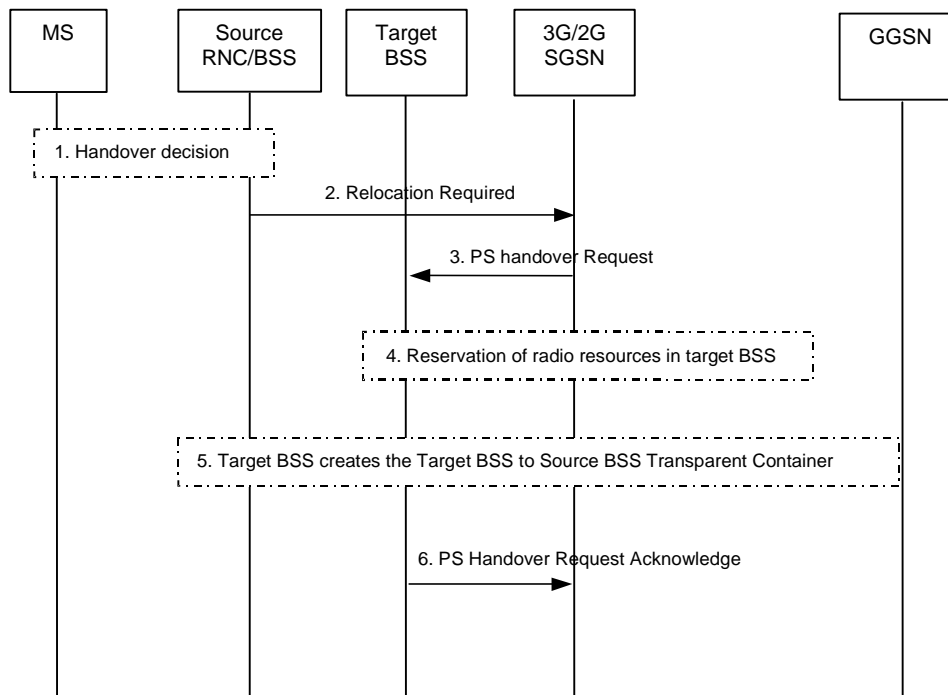 MS
Source
RNC/BSS
Target
BSS
3G/2G
SGSN
GGSN
1. Handover decision
2. Relocation Required
3. PS handover Request
4. Reservation of radio resources in target BSS
5. Target BSS creates the Target BSS to Source BSS Transparent Container
6. PS Handover Request Acknowledge